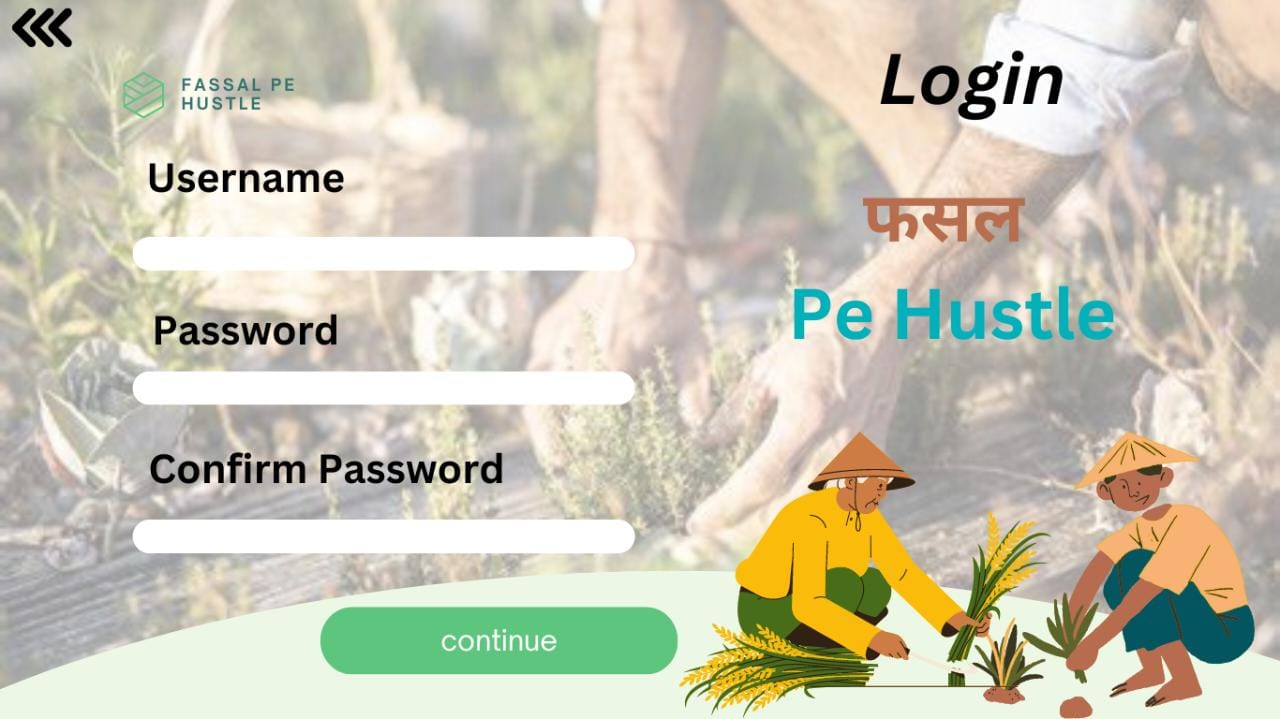 FASSAL PE
HUSTLE
Username
Password
Confirm Password
continue
Login
फसल
Pe Hustle